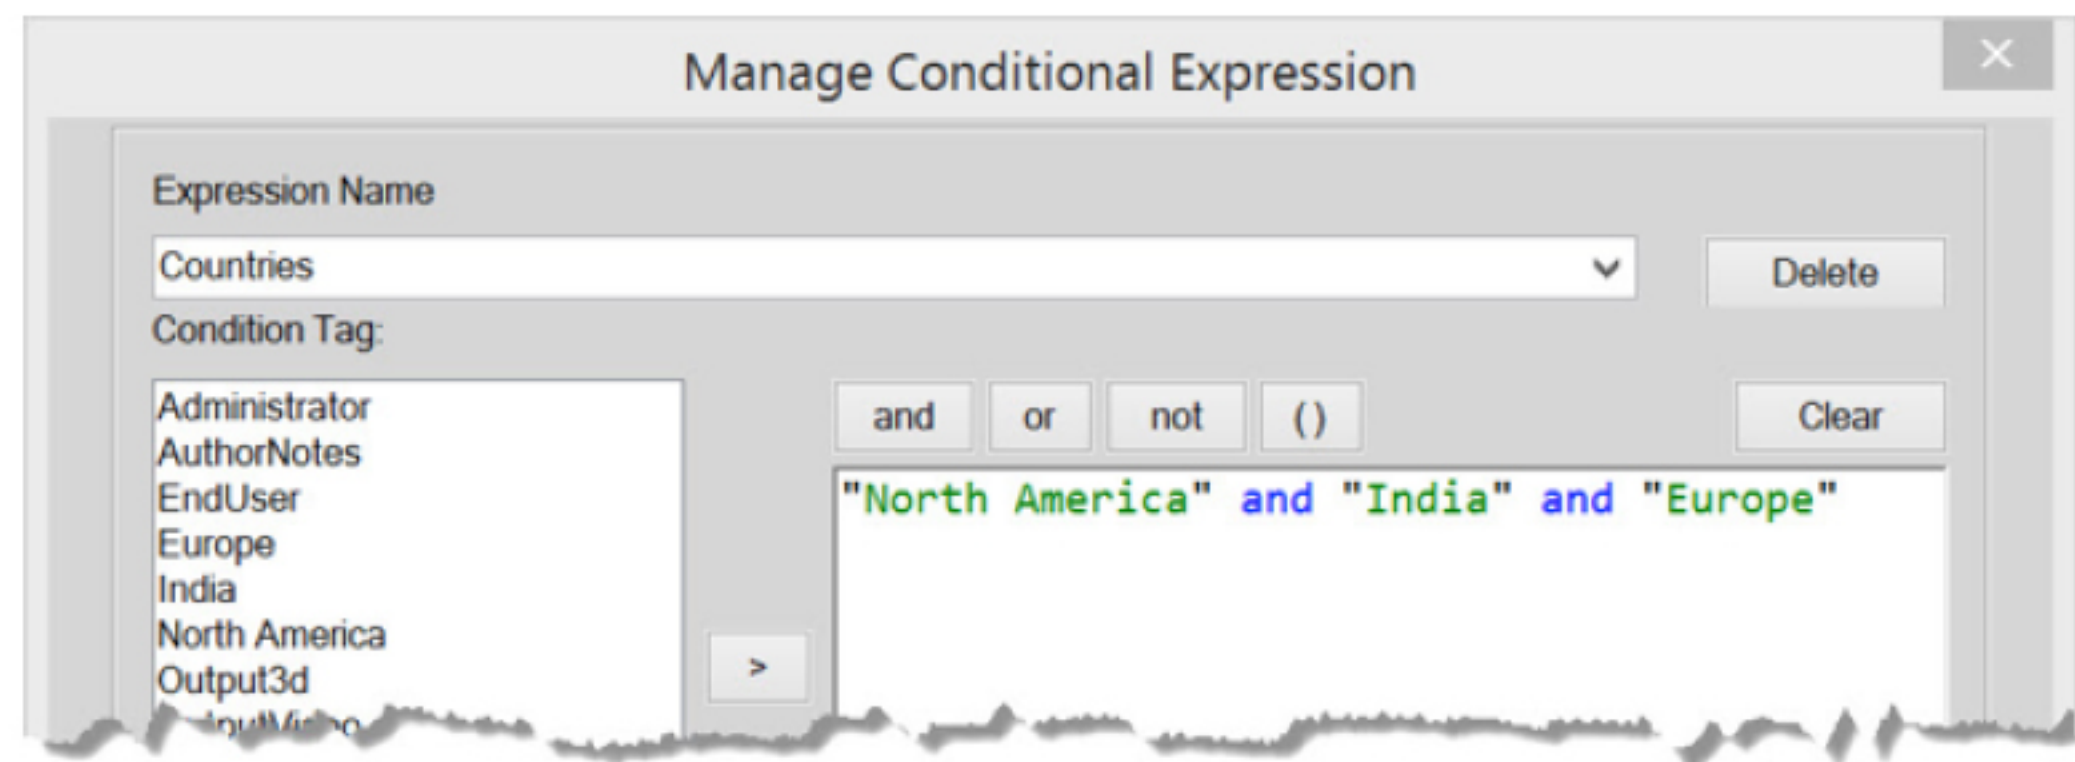 Manage Conditional Expression
Expression Name
Countries
Delete
Condition Tag:
Administrator
AuthorNotes
EndUser
Europe
India
North America
Output3d
and or not () Clear
"North America" and "India" and "Europe"
>